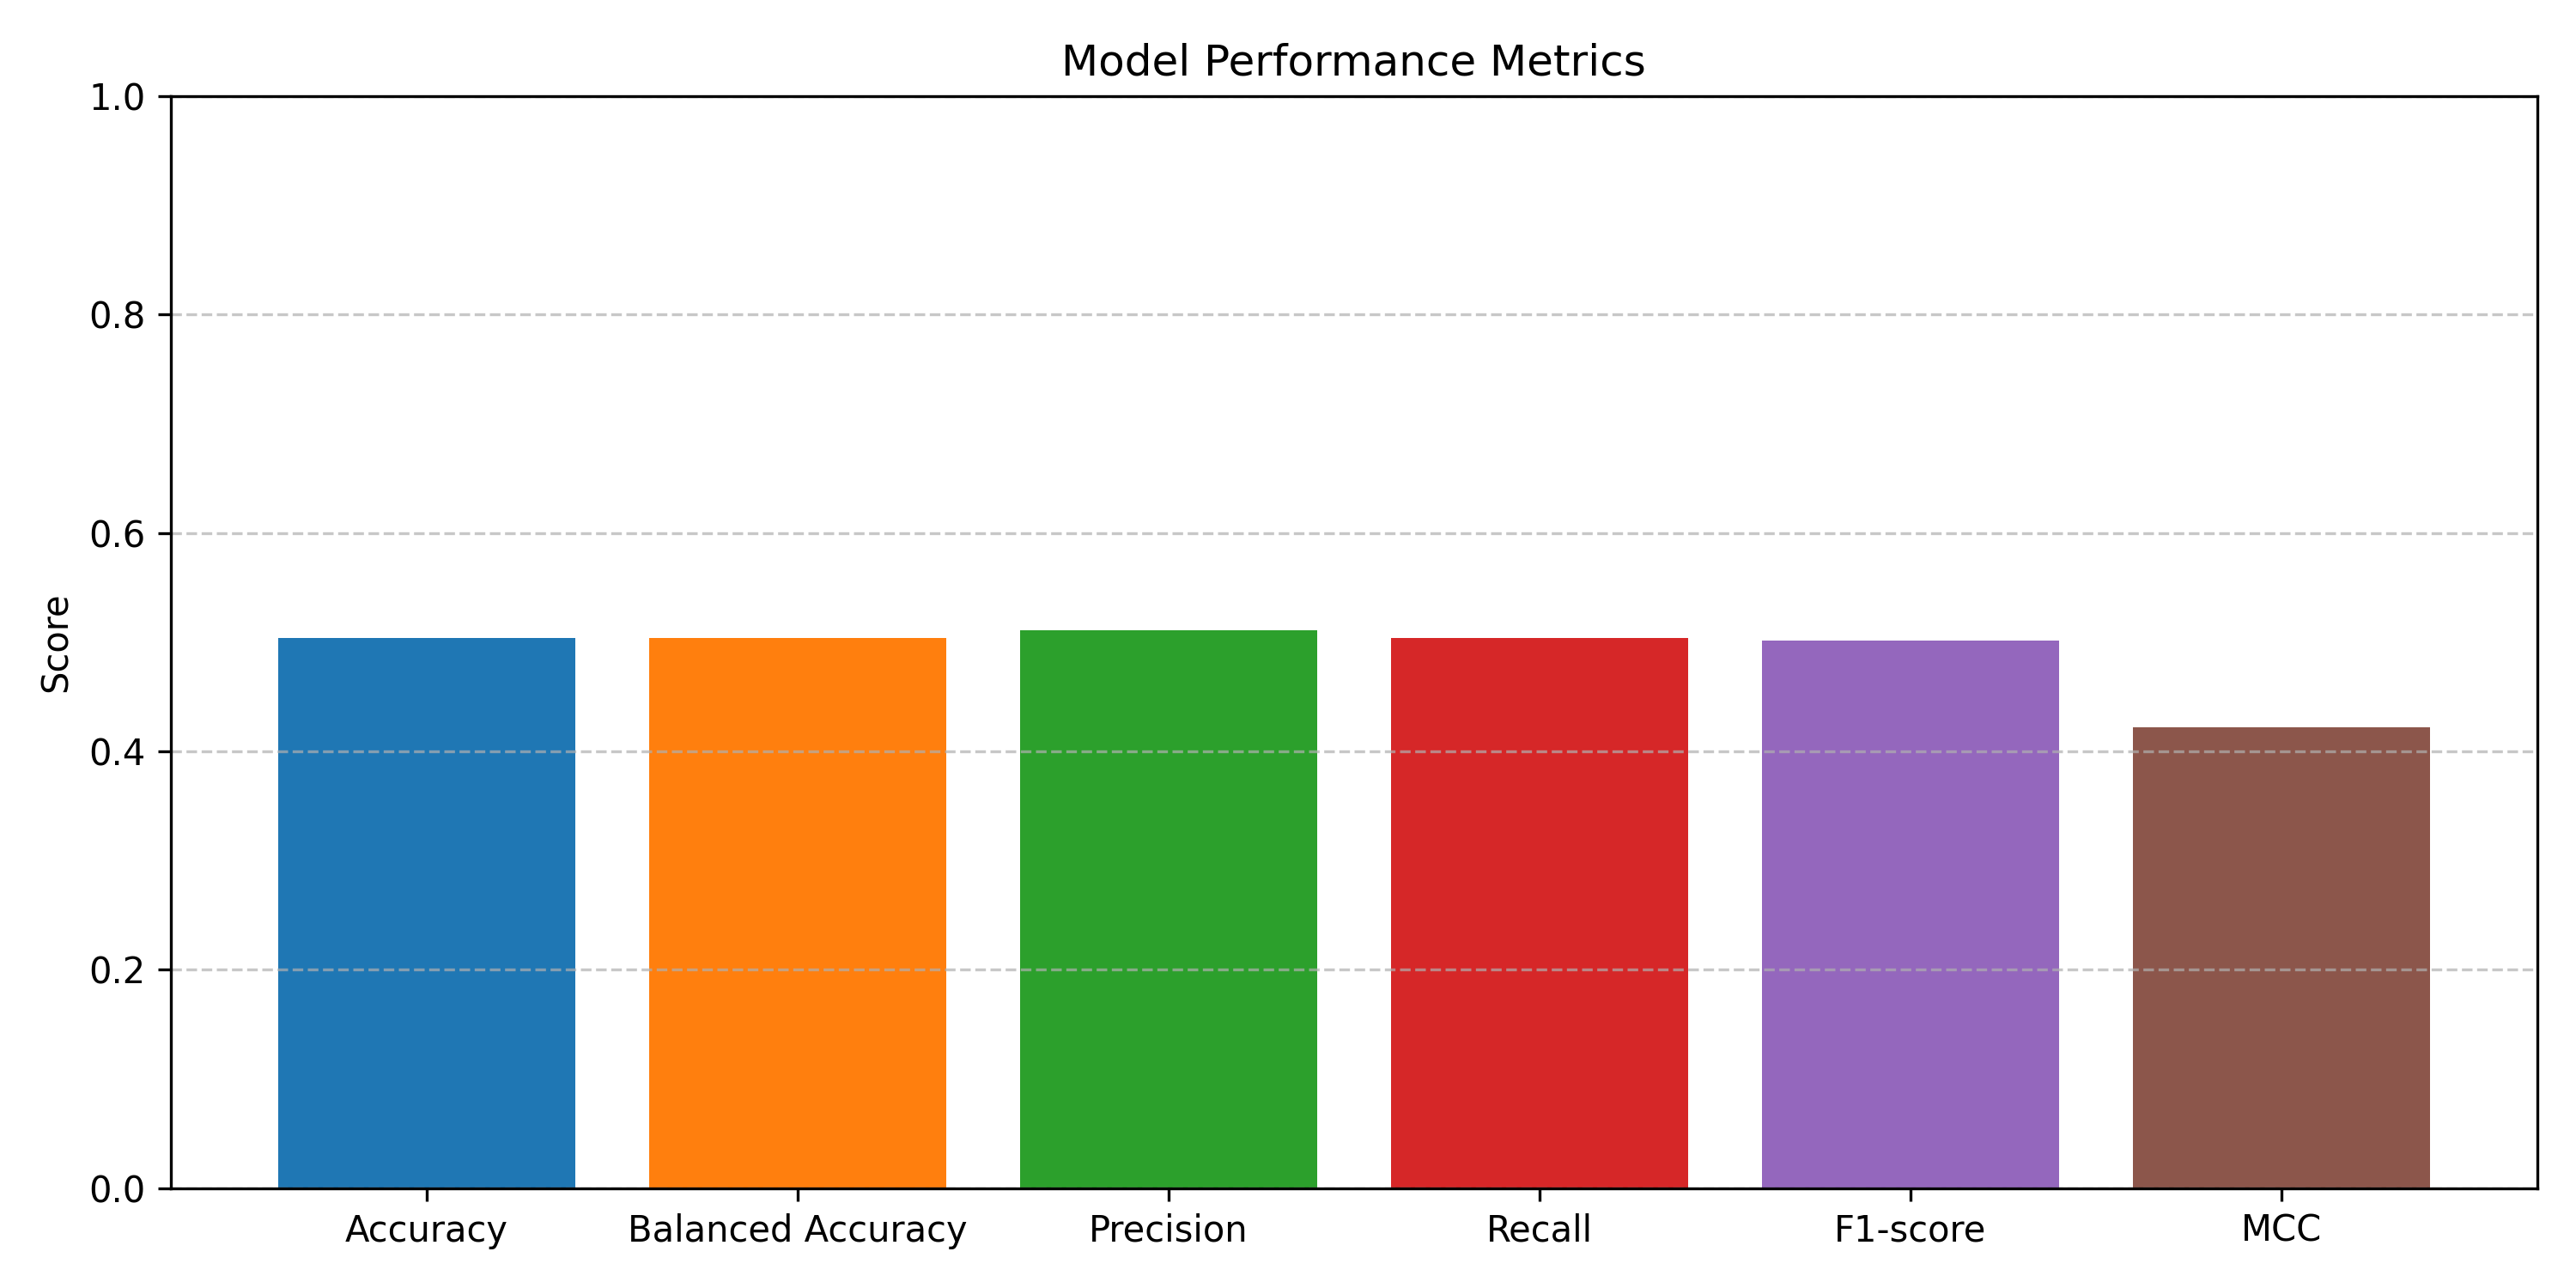 Model Performance Metrics
1.0
0.8
0.6
0.4
0.2
0.0
Score
Accuracy
Balanced Accuracy
Precision
Recall
F1-score
MCC